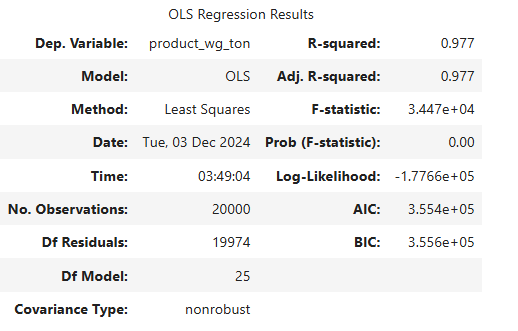 OLS Regression Results
Dep. Variable: product_wg_ton R-squared: 0.977
Model: OLS Adj. R-squared: 0.977
Method: Least Squares F-statistic: 3.447e+04
Date: Tue, 03 Dec 2024 Prob (F-statistic): 0.00
Time: 03:49:04 Log-Likelihood: -1.7766e+05
No. Observations: 20000 AIC: 3.554e+05
Df Residuals: 19974 BIC: 3.556e+05
Df Model: 25
Covariance Type: nonrobust